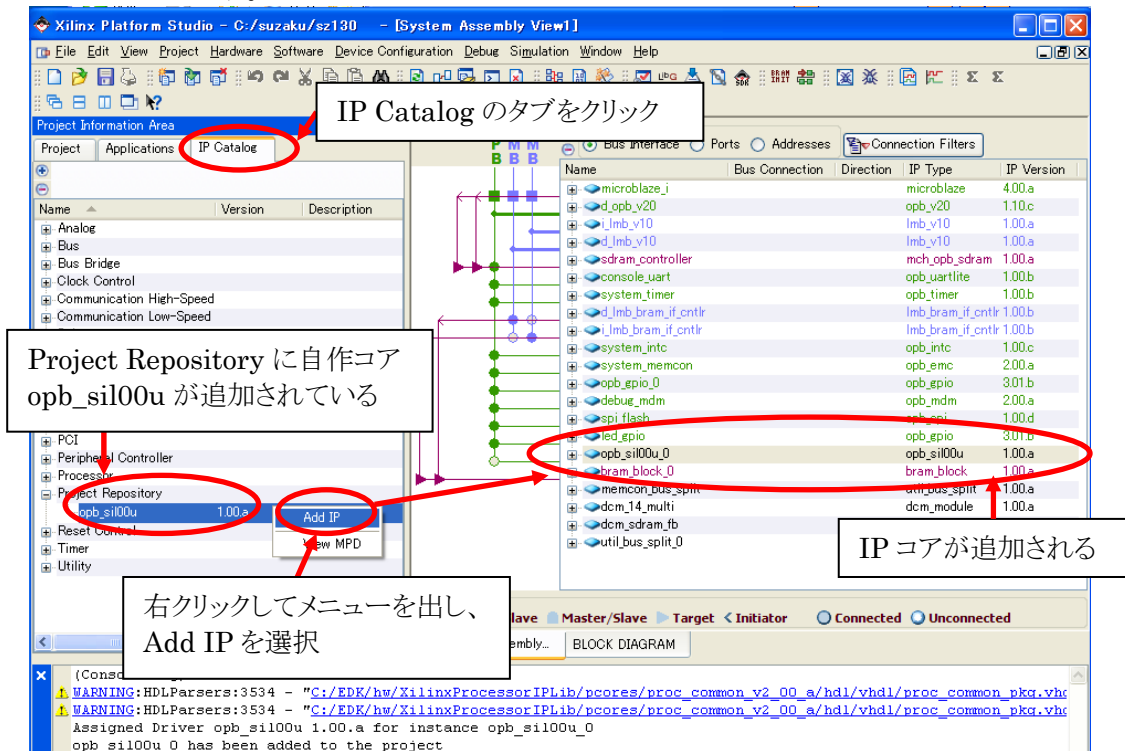 Xilinx Platform Studio - C:/suzaku/sz130 - [System Assembly View1]
File Edit View Project Hardware Software Device Configuration Debug Simulation Window Help
IP Catalog のタブをクリック
Project Information Area
Project Applications IP Catalog
Name Version Description
Analog
Bus
Bus Bridge
Clock Control
Communication High-Speed
Communication Low-Speed
Project Repository に自作コア
opb_sil00u が追加されている
PCI
Peripheral Controller
Processor
Project Repository
opb_sil00u 1.00.a
Add IP
View MPD
Reset Control
Timer
Utility
右クリックしてメニューを出し、
Add IP を選択
P M M
B B B
Bus Interface Ports Addresses Connection Filters
Name Bus Connection Direction IP Type IP Version
microblaze_i microblaze 4.00.a
d_opb_v20 opb_v20 1.10.c
i_lmb_v10 lmb_v10 1.00.a
d_lmb_v10 lmb_v10 1.00.a
sdram_controller mch_opb_sdram 1.00.a
console_uart opb_uartlite 1.00.b
system_timer opb_timer 1.00.b
d_lmb_bram_if_cntlr lmb_bram_if_cntlr 1.00.b
i_lmb_bram_if_cntlr lmb_bram_if_cntlr 1.00.b
system_intc opb_intc 1.00.c
system_memcon opb_emc 2.00.a
opb_gpio_0 opb_gpio 3.01.b
debug_mdm opb_mdm 2.00.a
spi_flash opb_spi 1.00.d
led_gpio opb_gpio 3.01.b
opb_sil00u_0 opb_sil00u 1.00.a
bram_block_0 bram_block 1.00.a
memcon_bus_split util_bus_split 1.00.a
dcm_14_multi dcm_module 1.00.a
dcm_sdram_fb
util_bus_split_0
IP コアが追加される
lave Master/Slave Target Initiator Connected Unconnected
embly... BLOCK DIAGRAM
(Conso
WARNING:HDLParsers:3534 - "C:/EDK/hw/XilinxProcessorIPLib/pcores/proc_common_v2_00_a/hdl/vhdl/proc_common_pkg.vhd
WARNING:HDLParsers:3534 - "C:/EDK/hw/XilinxProcessorIPLib/pcores/proc_common_v2_00_a/hdl/vhdl/proc_common_pkg.vhd
Assigned Driver opb_sil00u 1.00.a for instance opb_sil00u_0
opb_sil00u_0 has been added to the project